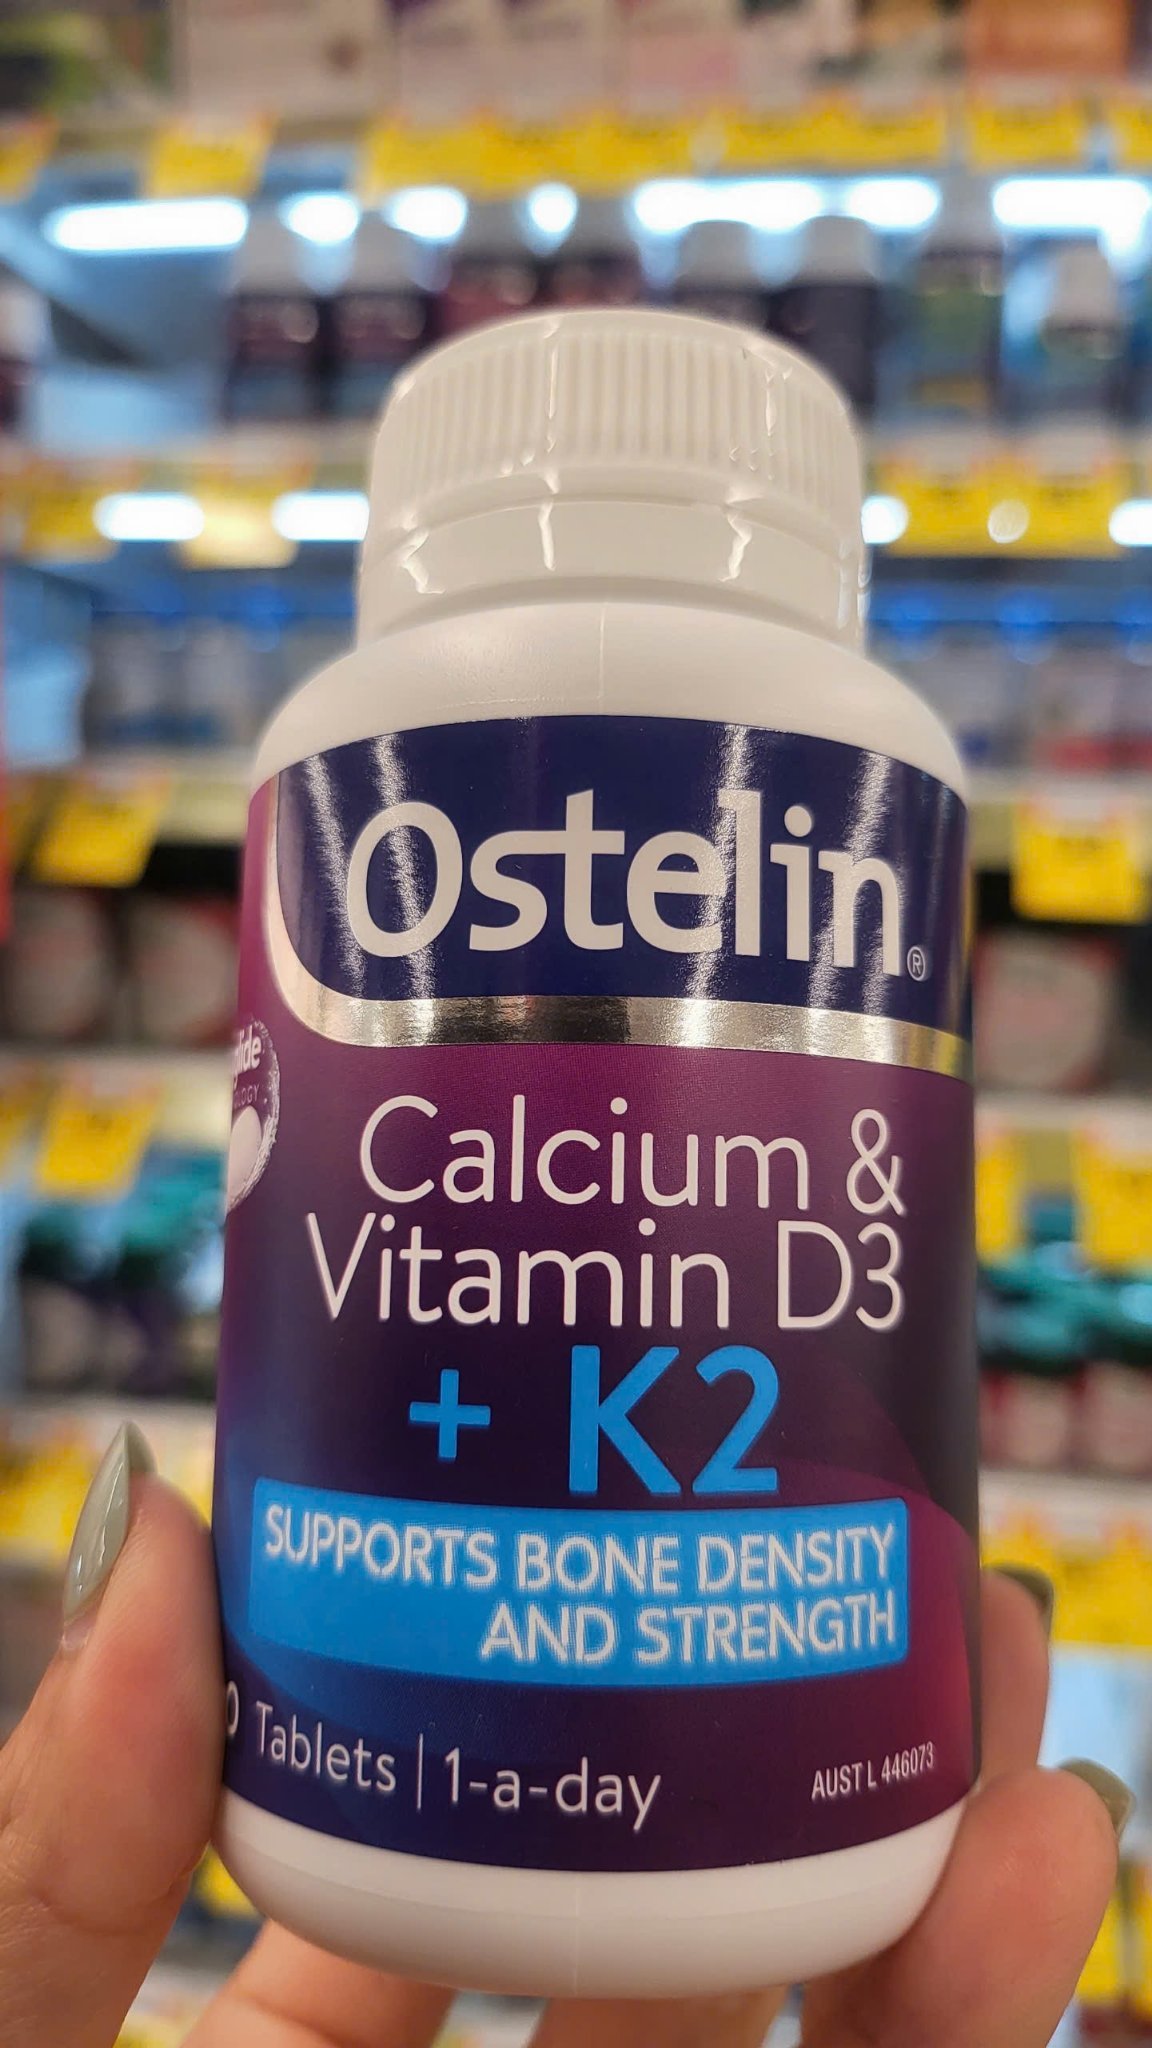 Ostelin®
Calcium &
Vitamin D3
+ K2
SUPPORTS BONE DENSITY
AND STRENGTH
Tablets | 1-a-day
AUST L 446073